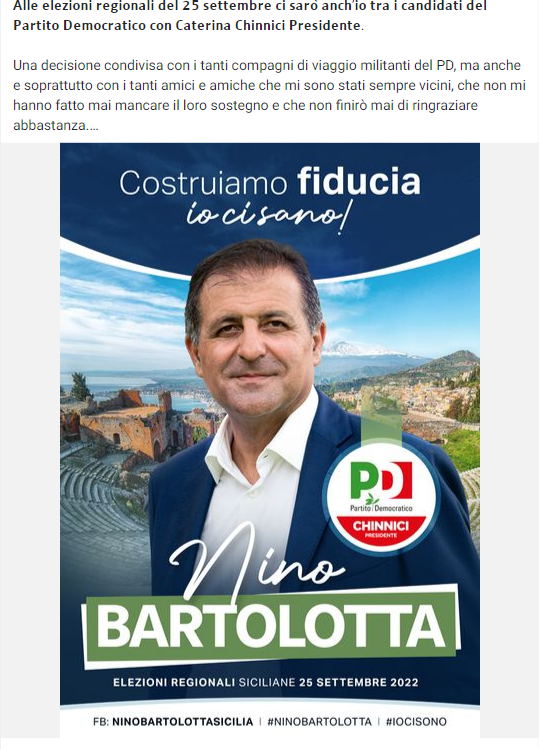 Alle elezioni regionali del 25 settembre ci sarò anch'io tra i candidati del
Partito Democratico con Caterina Chinnici Presidente.
Una decisione condivisa con i tanti compagni di viaggio militanti del PD, ma anche
e soprattutto con i tanti amici e amiche che mi sono stati sempre vicini, che non mi
hanno fatto mai mancare il loro sostegno e che non finirò mai di ringraziare
abbastanza....
Costruiamo fiducia
io ci sono!
PD
Partito Democratico
CHINNICI
PRESIDENTE
Nino
BARTOLOTTA
ELEZIONI REGIONALI SICILIANE 25 SETTEMBRE 2022
FB: NINOBARTOLOTTASICILIA | #NINOBARTOLOTTA | #IOCISONO